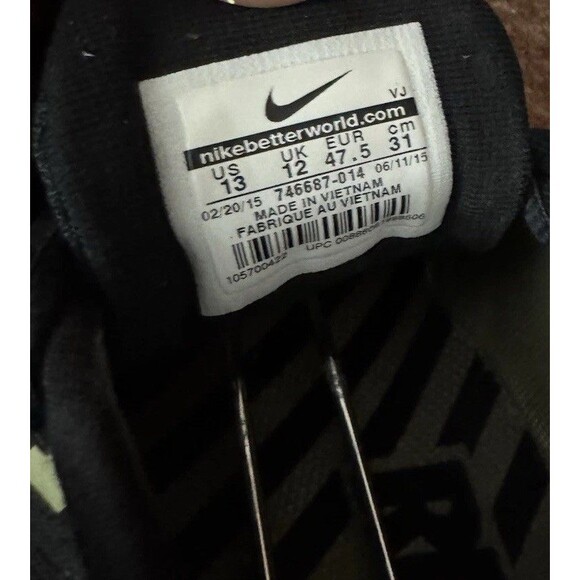 VJ
nikebetterworld.com
US UK EUR cm
13 12 47.5 31
02/20/15 746687-014 06/11/15
MADE IN VIETNAM
FABRIQUE AU VIETNAM
105700422 UPC